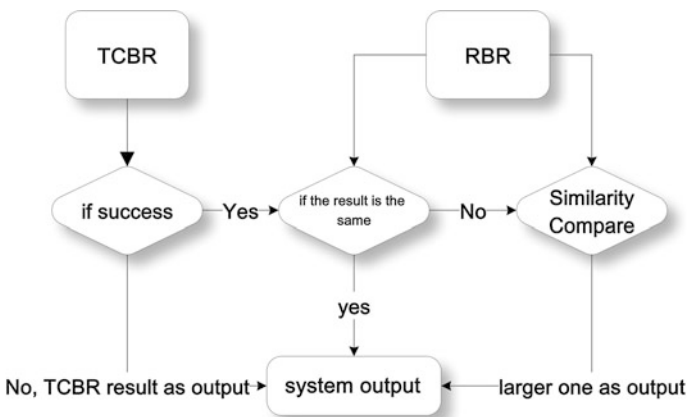 TCBR
RBR
if success
Yes
if the result is the
same
No
Similarity
Compare
yes
No, TCBR result as output
system output
larger one as output